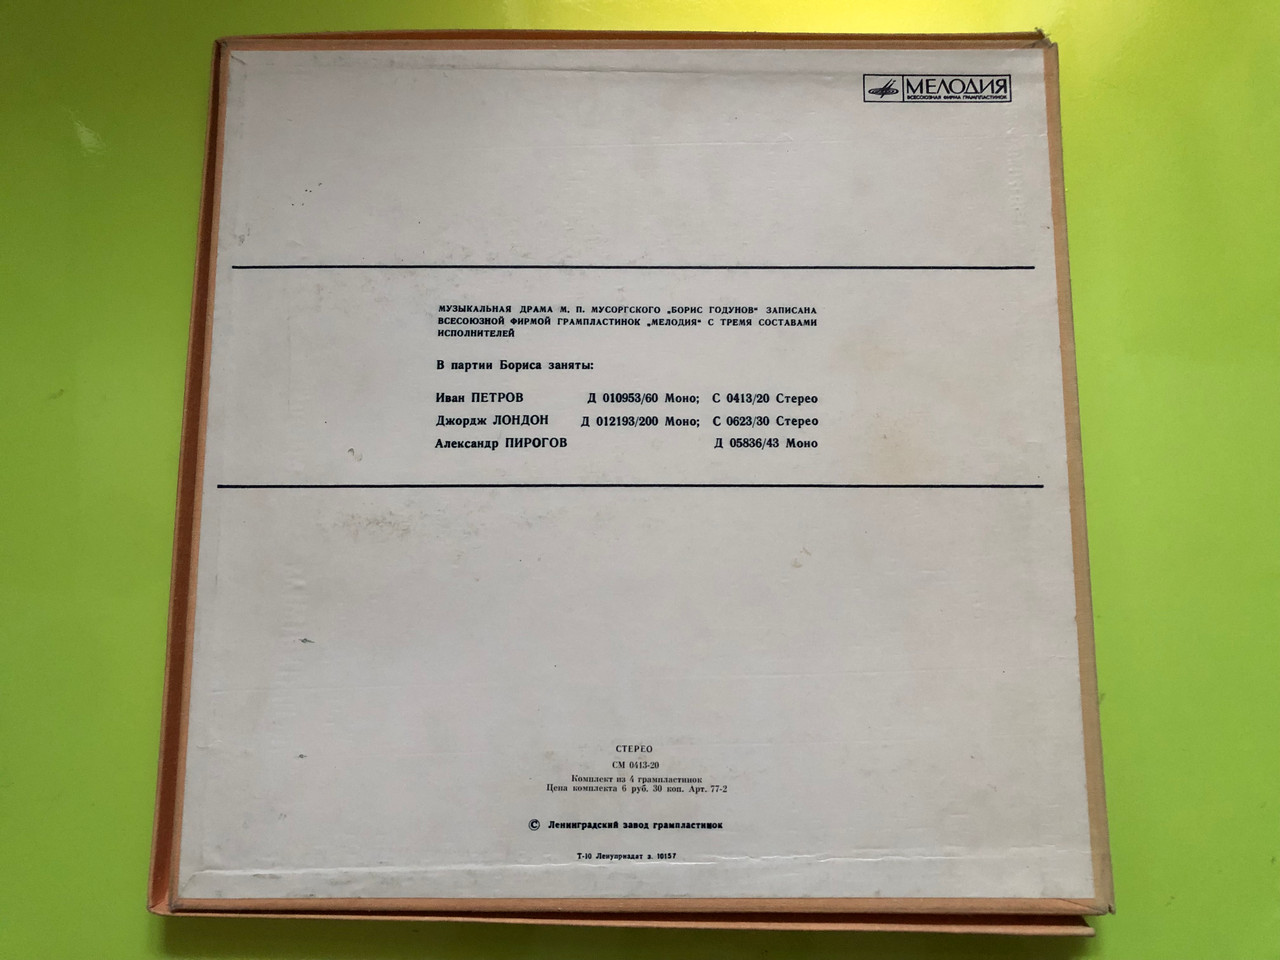 МЕЛОДИЯ
ВСЕСОЮЗНАЯ ФИРМА ГРАМПЛАСТИНОК
МУЗЫКАЛЬНАЯ ДРАМА М. П. МУСОРГСКОГО „БОРИС ГОДУНОВ" ЗАПИСАНА
ВСЕСОЮЗНОЙ ФИРМОЙ ГРАМПЛАСТИНОК „МЕЛОДИЯ" С ТРЕМЯ СОСТАВАМИ
ИСПОЛНИТЕЛЕЙ
В партии Бориса заняты:
Иван ПЕТРОВ Д 010953/60 Моно; С 0413/20 Стерео
Джордж ЛОНДОН Д 012193/200 Моно; С 0623/30 Стерео
Александр ПИРОГОВ Д 05836/43 Моно
СТЕРЕО
СМ 0413-20
Комплект из 4 грампластинок
Цена комплекта 6 руб. 30 коп. Арт. 77-2
© Ленинградский завод грампластинок
Т-10 Ленуприздат з. 10157